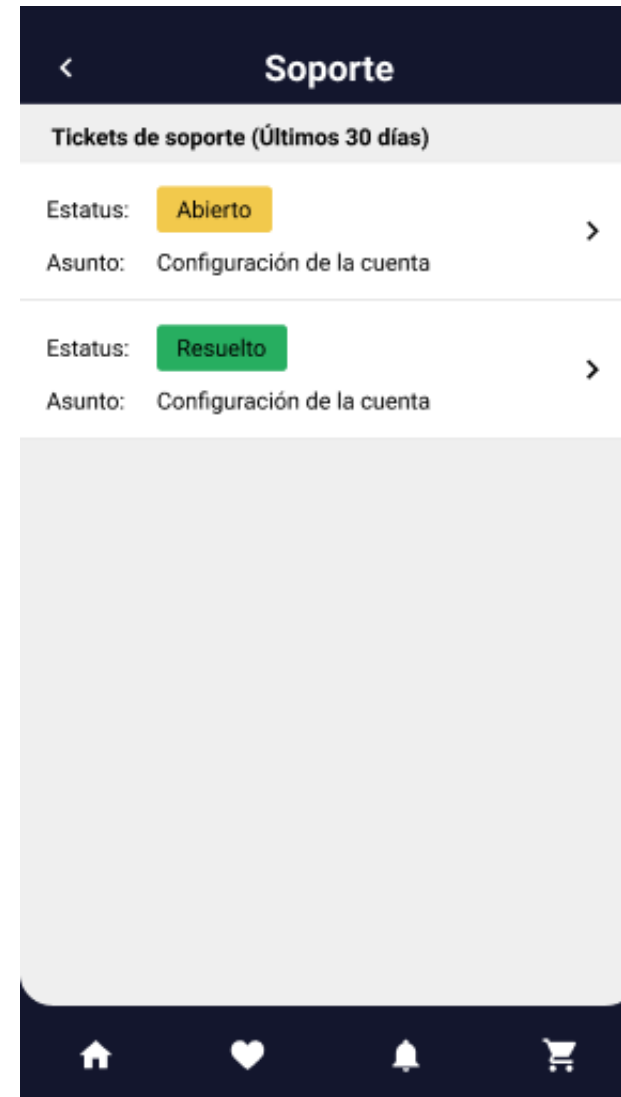 Soporte
Tickets de soporte (Últimos 30 días)
Estatus: Abierto
Asunto: Configuración de la cuenta
Estatus: Resuelto
Asunto: Configuración de la cuenta